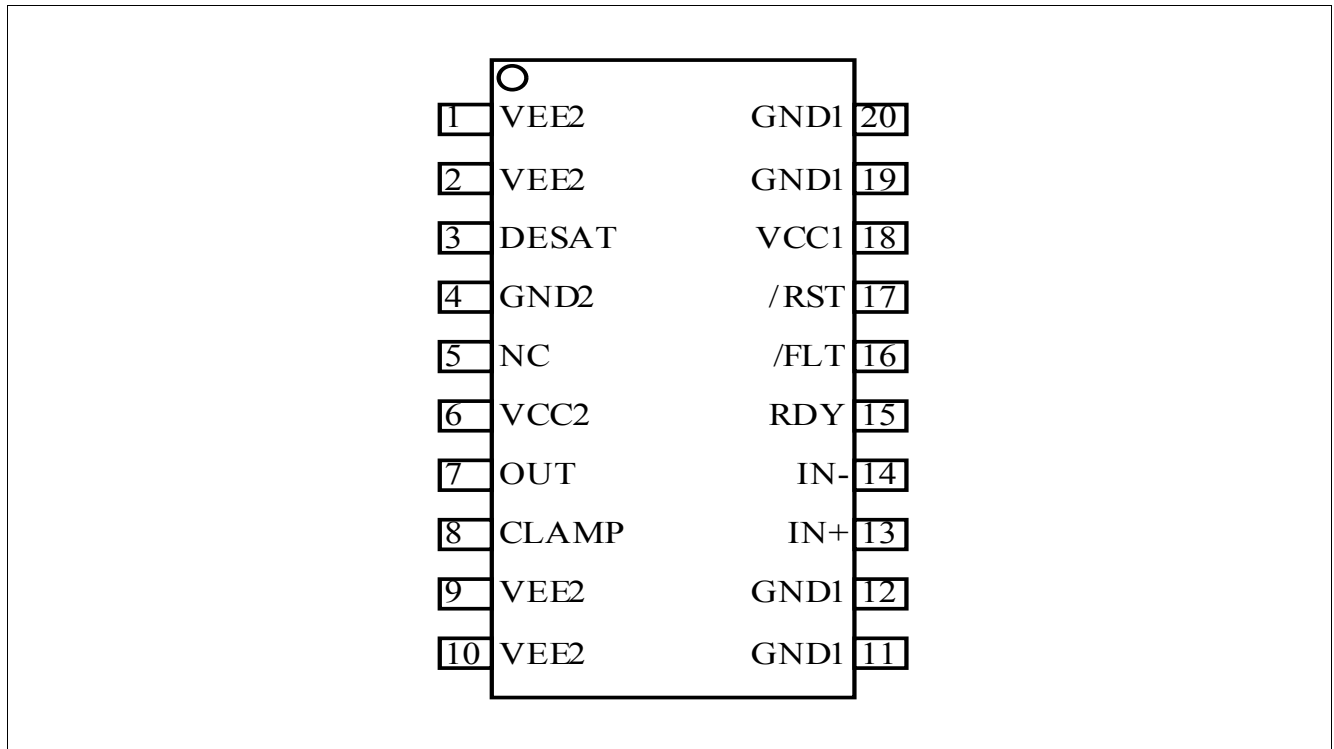 1 VEE2 GND1 20
2 VEE2 GND1 19
3 DESAT VCC1 18
4 GND2 /RST 17
5 NC /FLT 16
6 VCC2 RDY 15
7 OUT IN- 14
8 CLAMP IN+ 13
9 VEE2 GND1 12
10 VEE2 GND1 11